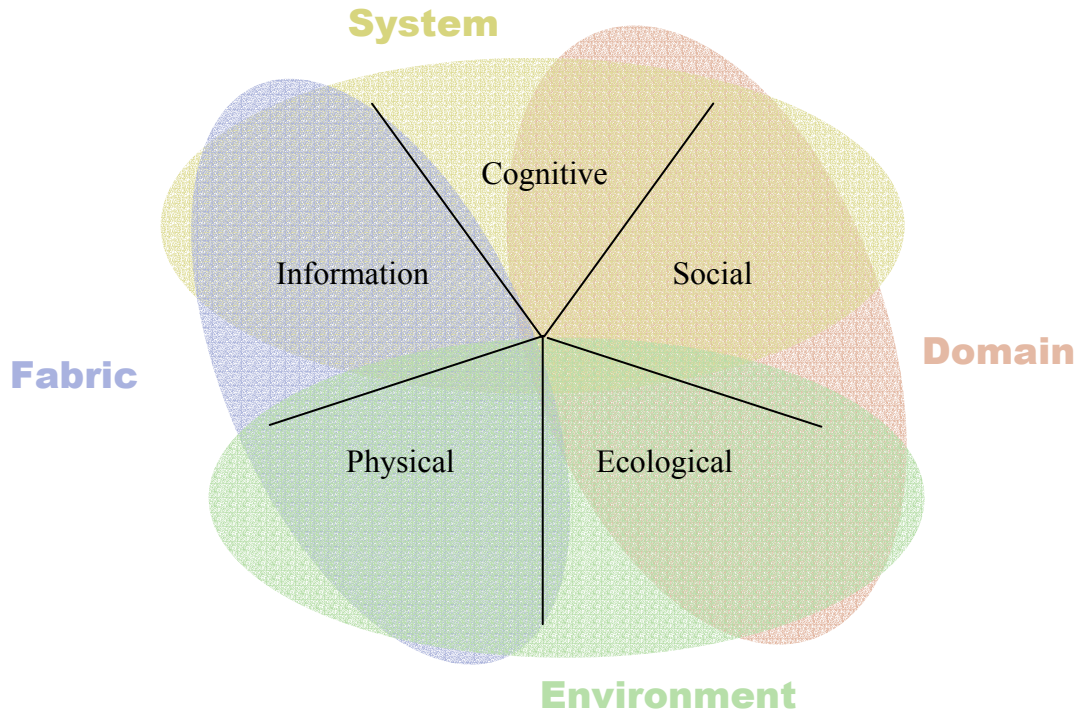 System
Cognitive
Information
Social
Domain
Fabric
Physical
Ecological
Environment